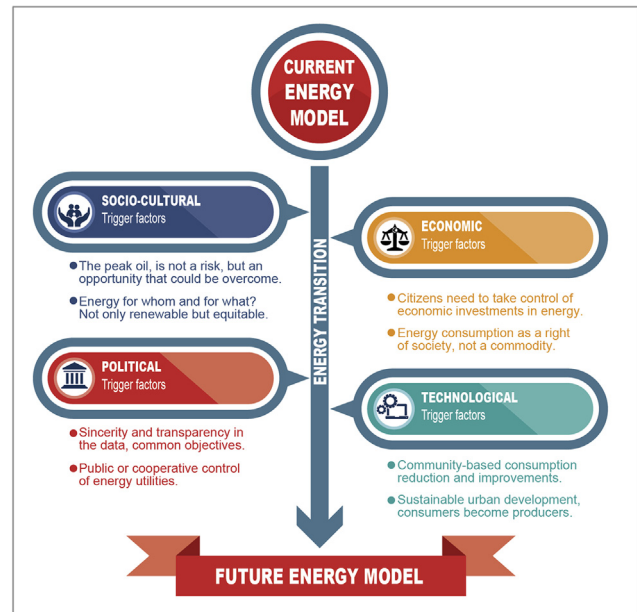 CURRENT
ENERGY
MODEL
SOCIO-CULTURAL
Trigger factors
The peak oil, is not a risk, but an
opportunity that could be overcome.
Energy for whom and for what?
Not only renewable but equitable.
ECONOMIC
Trigger factors
Citizens need to take control of
economic investments in energy.
Energy consumption as a right
of society, not a commodity.
ENERGY TRANSITION
POLITICAL
Trigger factors
Sincerity and transparency in
the data, common objectives.
Public or cooperative control
of energy utilities.
TECHNOLOGICAL
Trigger factors
Community-based consumption
reduction and improvements.
Sustainable urban development,
consumers become producers.
FUTURE ENERGY MODEL